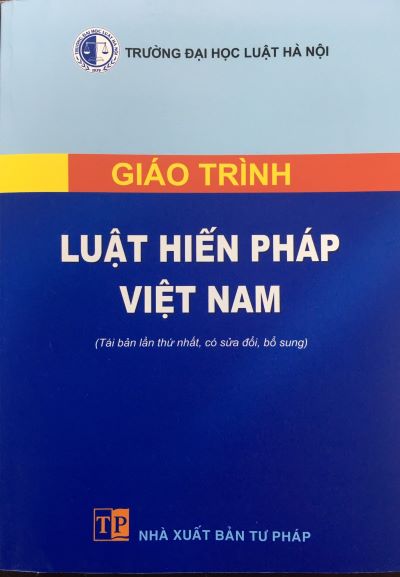 TRƯỜNG ĐẠI HỌC LUẬT HÀ NỘI
GIÁO TRÌNH
LUẬT HIẾN PHÁP
VIỆT NAM
(Tái bản lần thứ nhất, có sửa đổi, bổ sung)
TP
NHÀ XUẤT BẢN TƯ PHÁP